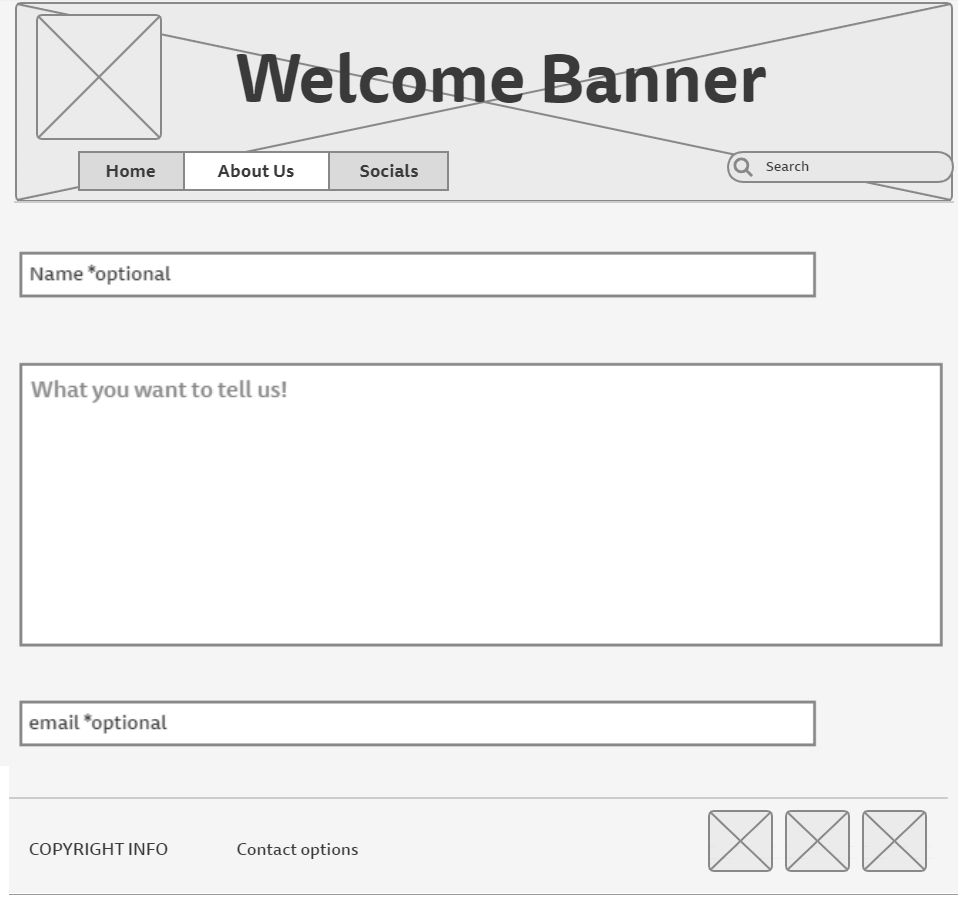 Welcome Banner
Home About Us Socials
Search
Name *optional
What you want to tell us!
email *optional
COPYRIGHT INFO Contact options